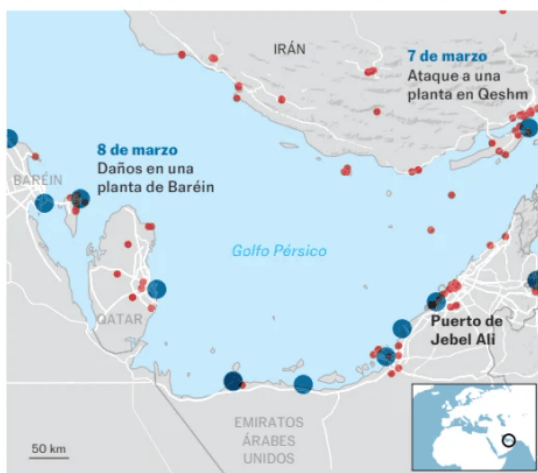 IRÁN
7 de marzo
Ataque a una
planta en Qeshm
8 de marzo
Daños en una
planta de Baréin
BARÉIN
Golfo Pérsico
QATAR
Puerto de
Jebel Ali
EMIRATOS
ÁRABES
UNIDOS
50 km